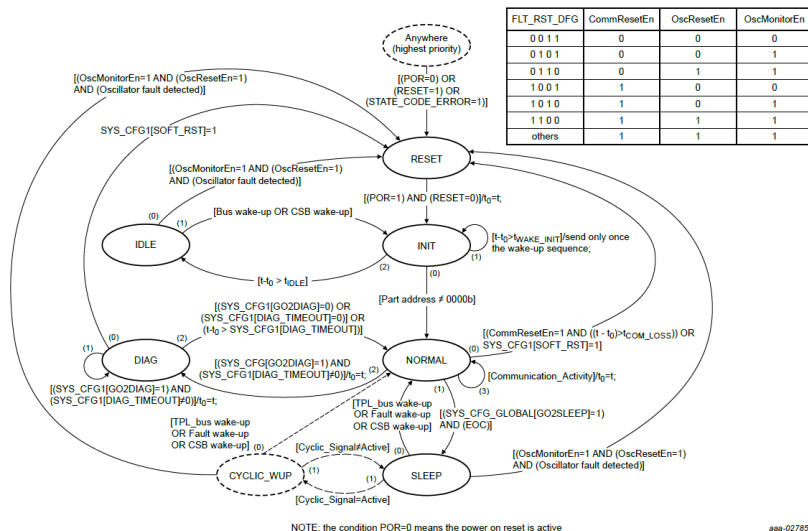 FLT_RST_DFG CommResetEn OscResetEn OscMonitorEn
0 0 1 1 0 0 0
0 1 0 1 0 0 1
0 1 1 0 0 1 1
1 0 0 1 1 0 0
1 0 1 0 1 0 1
1 1 0 0 1 1 1
others 1 1 1
Anywhere
(highest priority)
[(POR=0) OR
(RESET=1) OR
(STATE_CODE_ERROR=1)]
[(OscMonitorEn=1 AND (OscResetEn=1)
AND (Oscillator fault detected)]
SYS_CFG1[SOFT_RST]=1
RESET
[(OscMonitorEn=1 AND (OscResetEn=1)
AND (Oscillator fault detected)]
[(POR=1) AND (RESET=0)]/t0=t;
(0)
(1)
[Bus wake-up OR CSB wake-up]
IDLE
INIT
[t-t0>tWAKE_INIT]/send only once
the wake-up sequence;
(1)
(2)
(0)
[t-t0 > tIDLE]
[Part address ≠ 0000b]
[(SYS_CFG1[GO2DIAG]=0) OR
(SYS_CFG1[DIAG_TIMEOUT=0)] OR
(t-t0 > SYS_CFG1[DIAG_TIMEOUT])]
[(CommResetEn=1 AND ((t - t0)>tCOM_LOSS)) OR
SYS_CFG1[SOFT_RST]=1]
(0)
(2)
(1)
DIAG
NORMAL
(0)
[(SYS_CFG[GO2DIAG]=1) AND
(SYS_CFG1[DIAG_TIMEOUT]≠0)]/t0=t;
(2)
[Communication_Activity]/t0=t;
(3)
(1)
[(SYS_CFG1[GO2DIAG]=1) AND
(SYS_CFG1[DIAG_TIMEOUT]≠0)]/t0=t;
[TPL_bus wake-up
OR Fault wake-up
OR CSB wake-up]
[(SYS_CFG_GLOBAL[GO2SLEEP]=1)
AND (EOC)]
[TPL_bus wake-up
OR Fault wake-up
OR CSB wake-up]
(0)
[Cyclic_Signal≠Active]
(0)
[(OscMonitorEn=1 AND (OscResetEn=1)
AND (Oscillator fault detected)]
CYCLIC_WUP
(1)
(1)
SLEEP
[Cyclic_Signal=Active]
NOTE: the condition POR=0 means the power on reset is active
aaa-02785